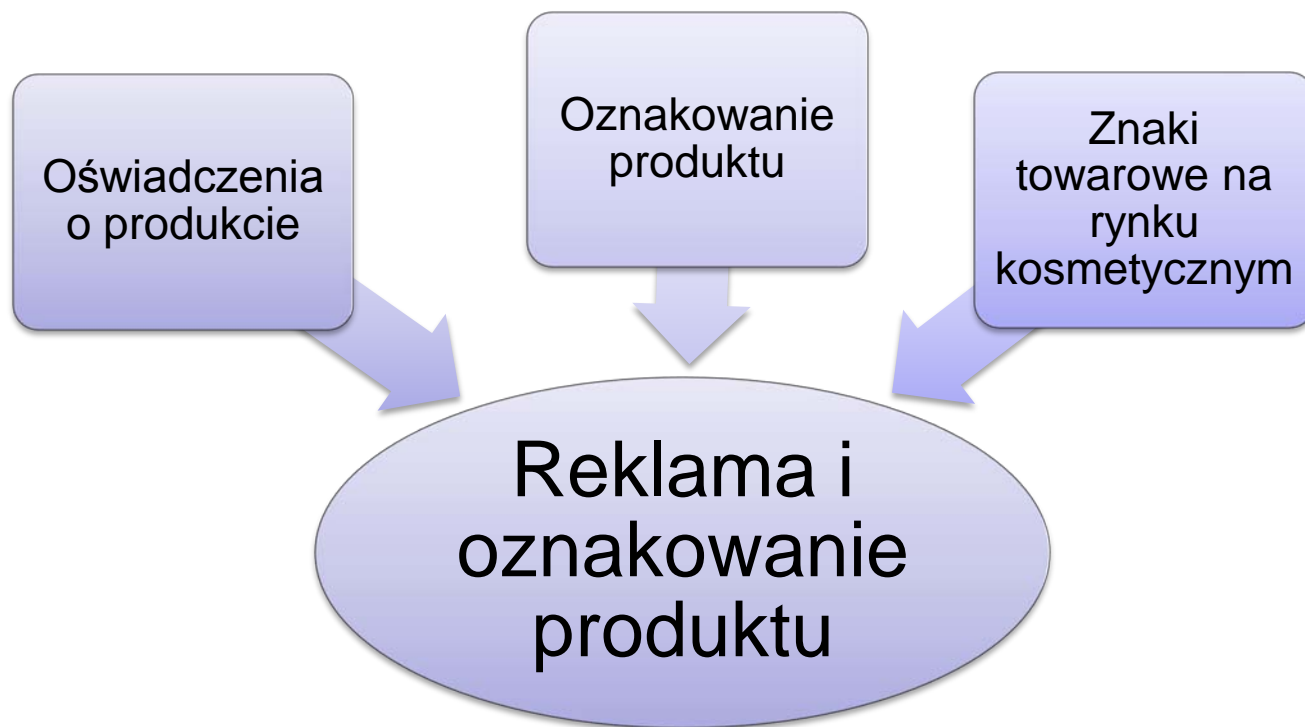 Oświadczenia
o produkcie
Oznakowanie
produktu
Znaki
towarowe na
rynku
kosmetycznym
Reklama i
oznakowanie
produktu